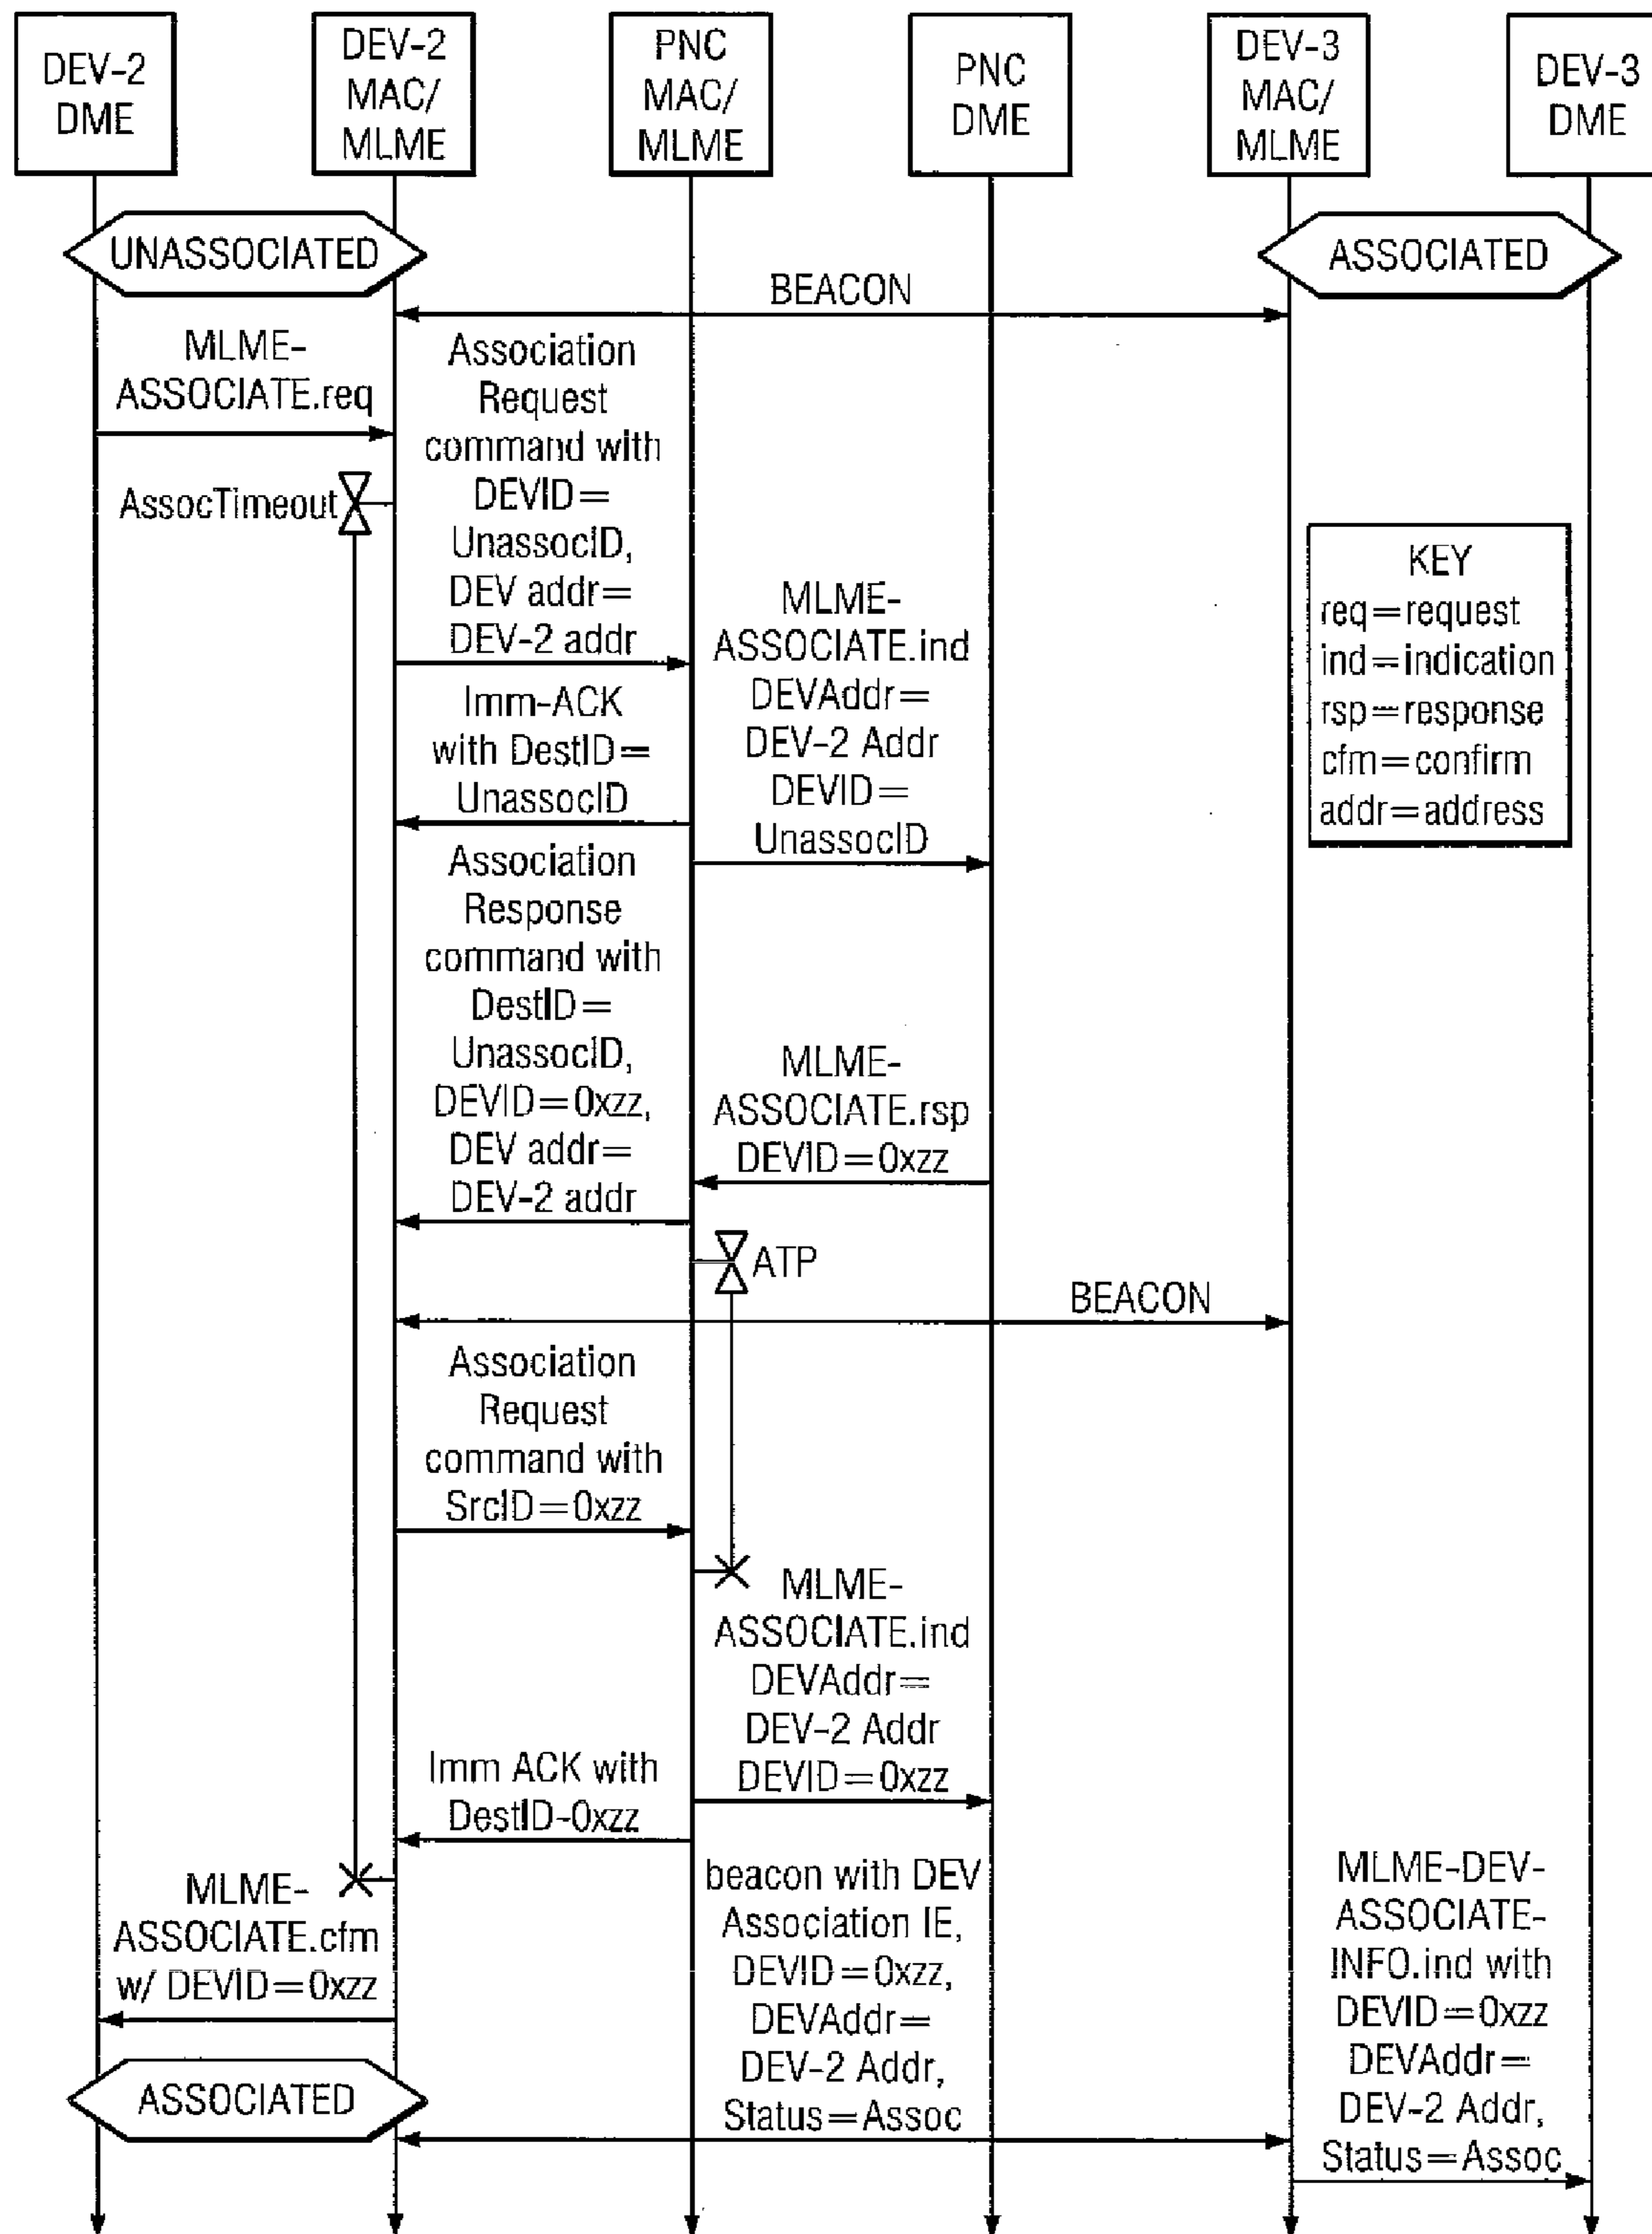 DEV-2
DME
DEV-2
MAC/
MLME
PNC
MAC/
MLME
PNC
DME
DEV-3
MAC/
MLME
DEV-3
DME
UNASSOCIATED
ASSOCIATED
BEACON
MLME-
ASSOCIATE.req
AssocTimeout
Association
Request
command with
DEVID=
UnassocID,
DEV addr=
DEV-2 addr
KEY
req=request
ind=indication
rsp=response
cfm=confirm
addr=address
MLME-
ASSOCIATE.ind
DEVAddr=
DEV-2 Addr
DEVID=
UnassocID
Imm-ACK
with DestID=
UnassocID
Association
Response
command with
DestID=
UnassocID,
DEVID=0xzz,
DEV addr=
DEV-2 addr
MLME-
ASSOCIATE.rsp
DEVID=0xzz
ATP
BEACON
Association
Request
command with
SrcID=0xzz
MLME-
ASSOCIATE.ind
DEVAddr=
DEV-2 Addr
DEVID=0xzz
Imm ACK with
DestID-0xzz
MLME-
ASSOCIATE.cfm
w/ DEVID=0xzz
beacon with DEV
Association IE,
DEVID=0xzz,
DEVAddr=
DEV-2 Addr,
Status=Assoc
MLME-DEV-
ASSOCIATE-
INFO.ind with
DEVID=0xzz
DEVAddr=
DEV-2 Addr,
Status=Assoc
ASSOCIATED